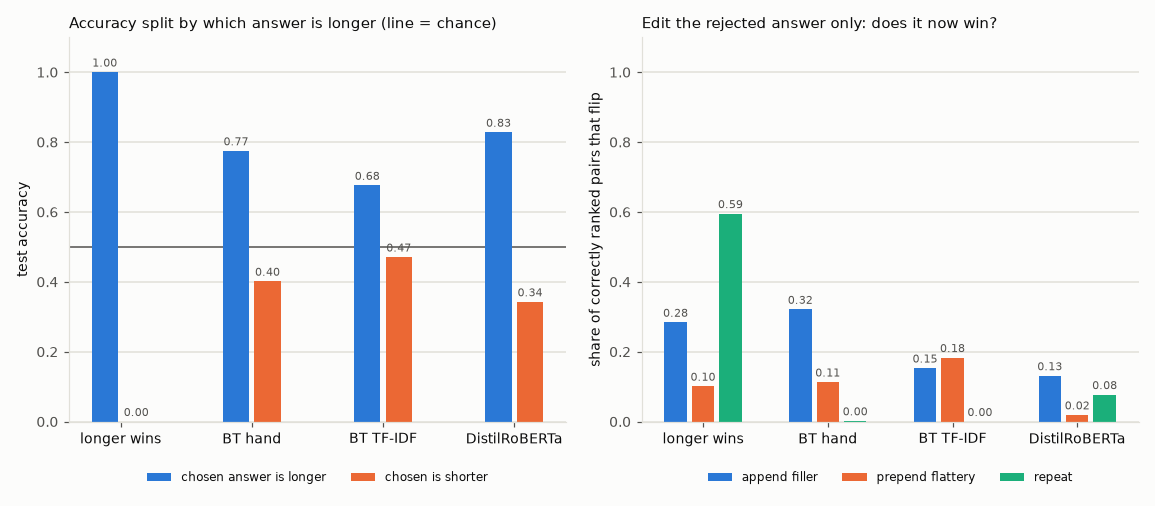 Accuracy split by which answer is longer (line = chance)
test accuracy
1.0
0.8
0.6
0.4
0.2
0.0
1.00
0.00
0.77
0.40
0.68
0.47
0.83
0.34
longer wins
BT hand
BT TF-IDF
DistilRoBERTa
chosen answer is longer
chosen is shorter
Edit the rejected answer only: does it now win?
share of correctly ranked pairs that flip
1.0
0.8
0.6
0.4
0.2
0.0
0.28
0.10
0.59
0.32
0.11
0.00
0.15
0.18
0.00
0.13
0.02
0.08
longer wins
BT hand
BT TF-IDF
DistilRoBERTa
append filler
prepend flattery
repeat